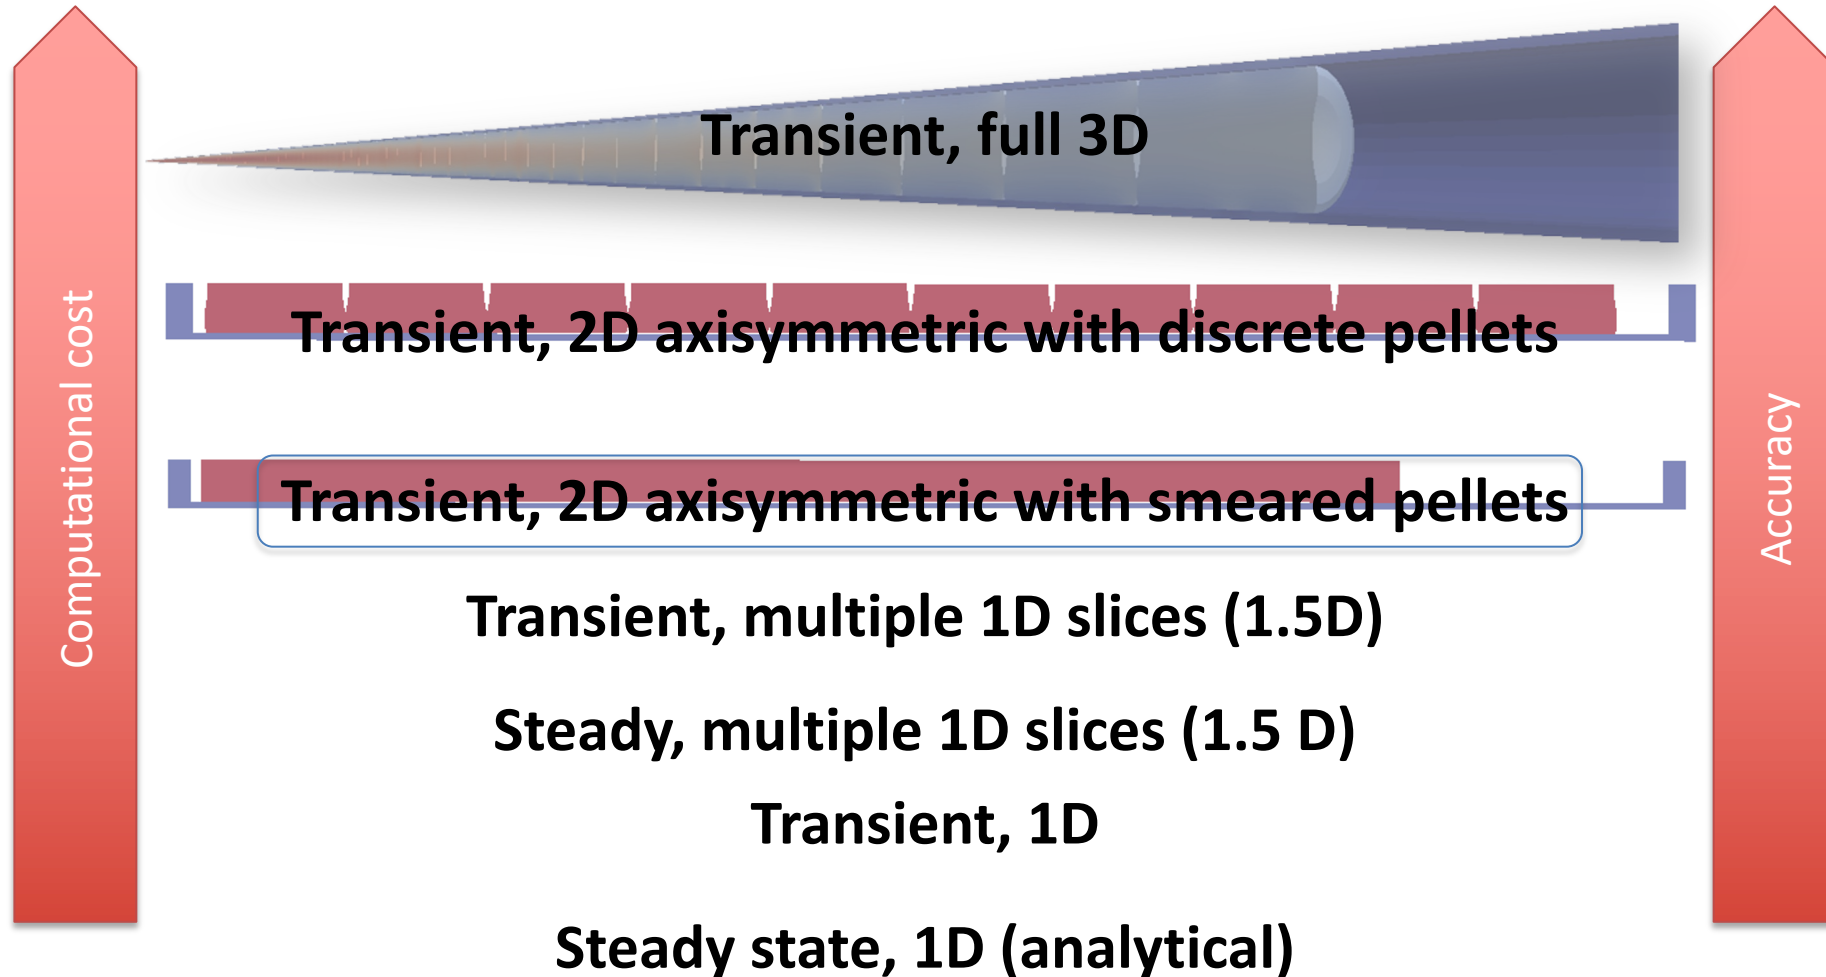 Transient, full 3D
Transient, 2D axisymmetric with discrete pellets
Transient, 2D axisymmetric with smeared pellets
Transient, multiple 1D slices (1.5D)
Steady, multiple 1D slices (1.5 D)
Transient, 1D
Steady state, 1D (analytical)
Computational cost
Accuracy